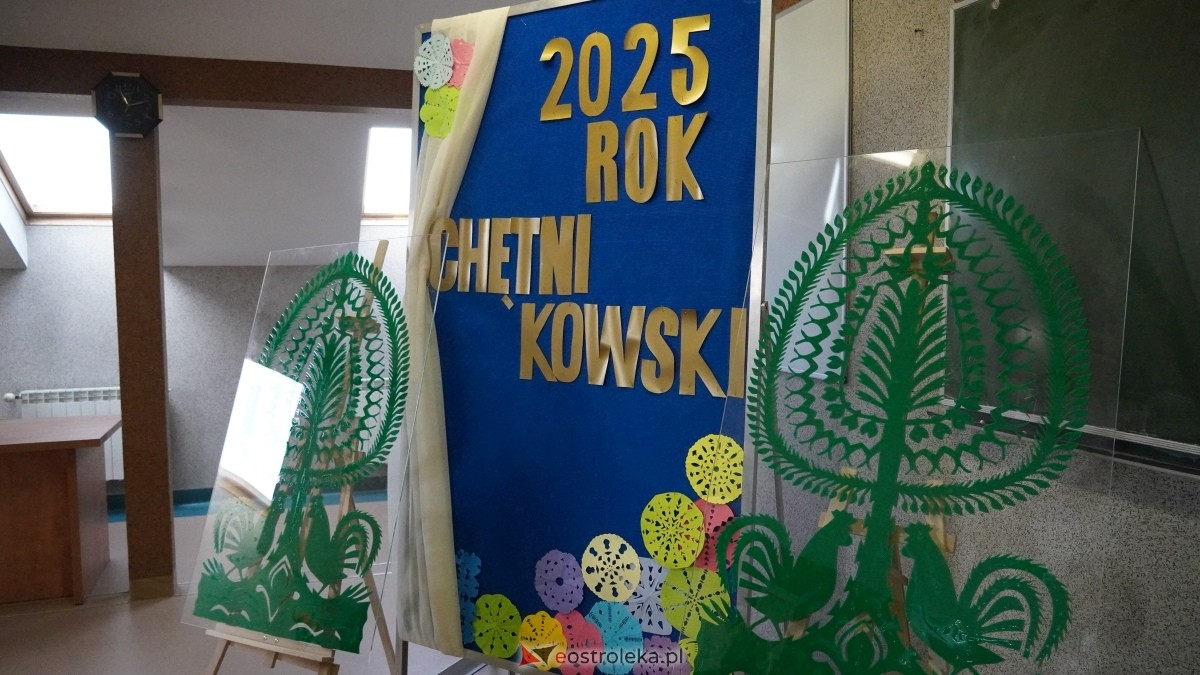 2025
ROK
CHĘTNI
KOWSKI
eostroleka.pl